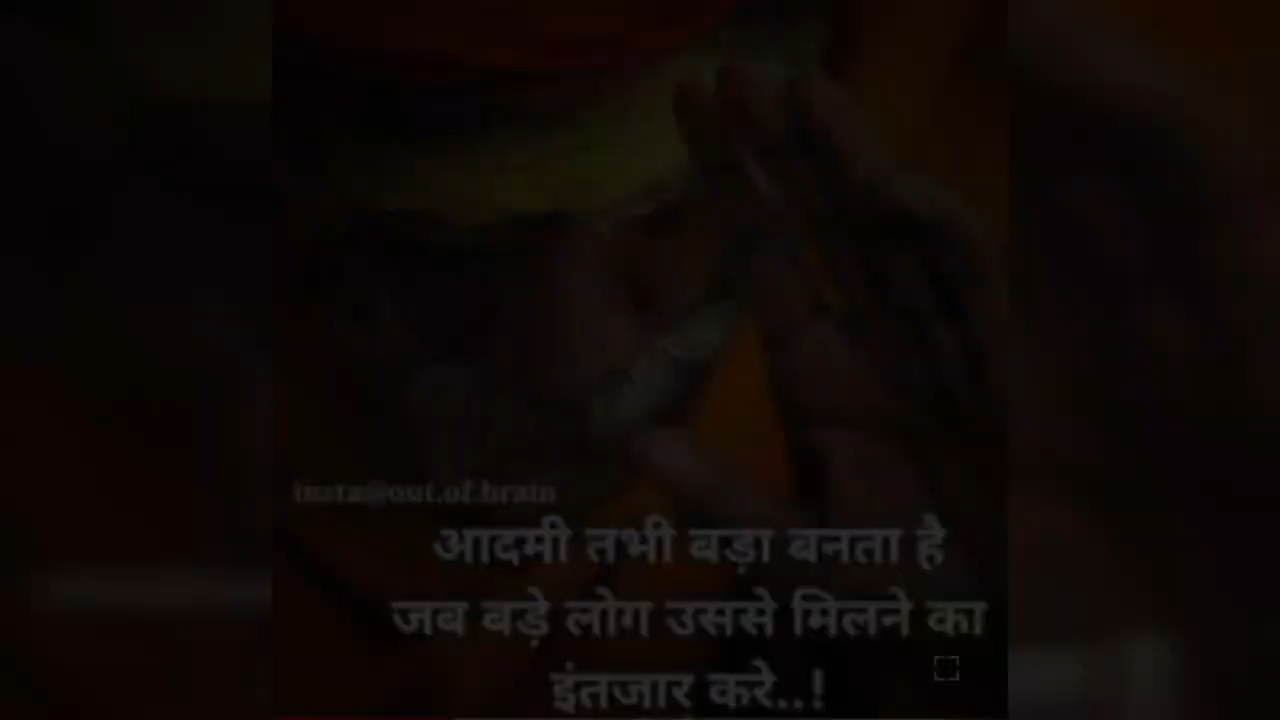 insta@out.of.brain
आदमी तभी बड़ा बनता है
जब बड़े लोग उससे मिलने का
इंतजार करे..!